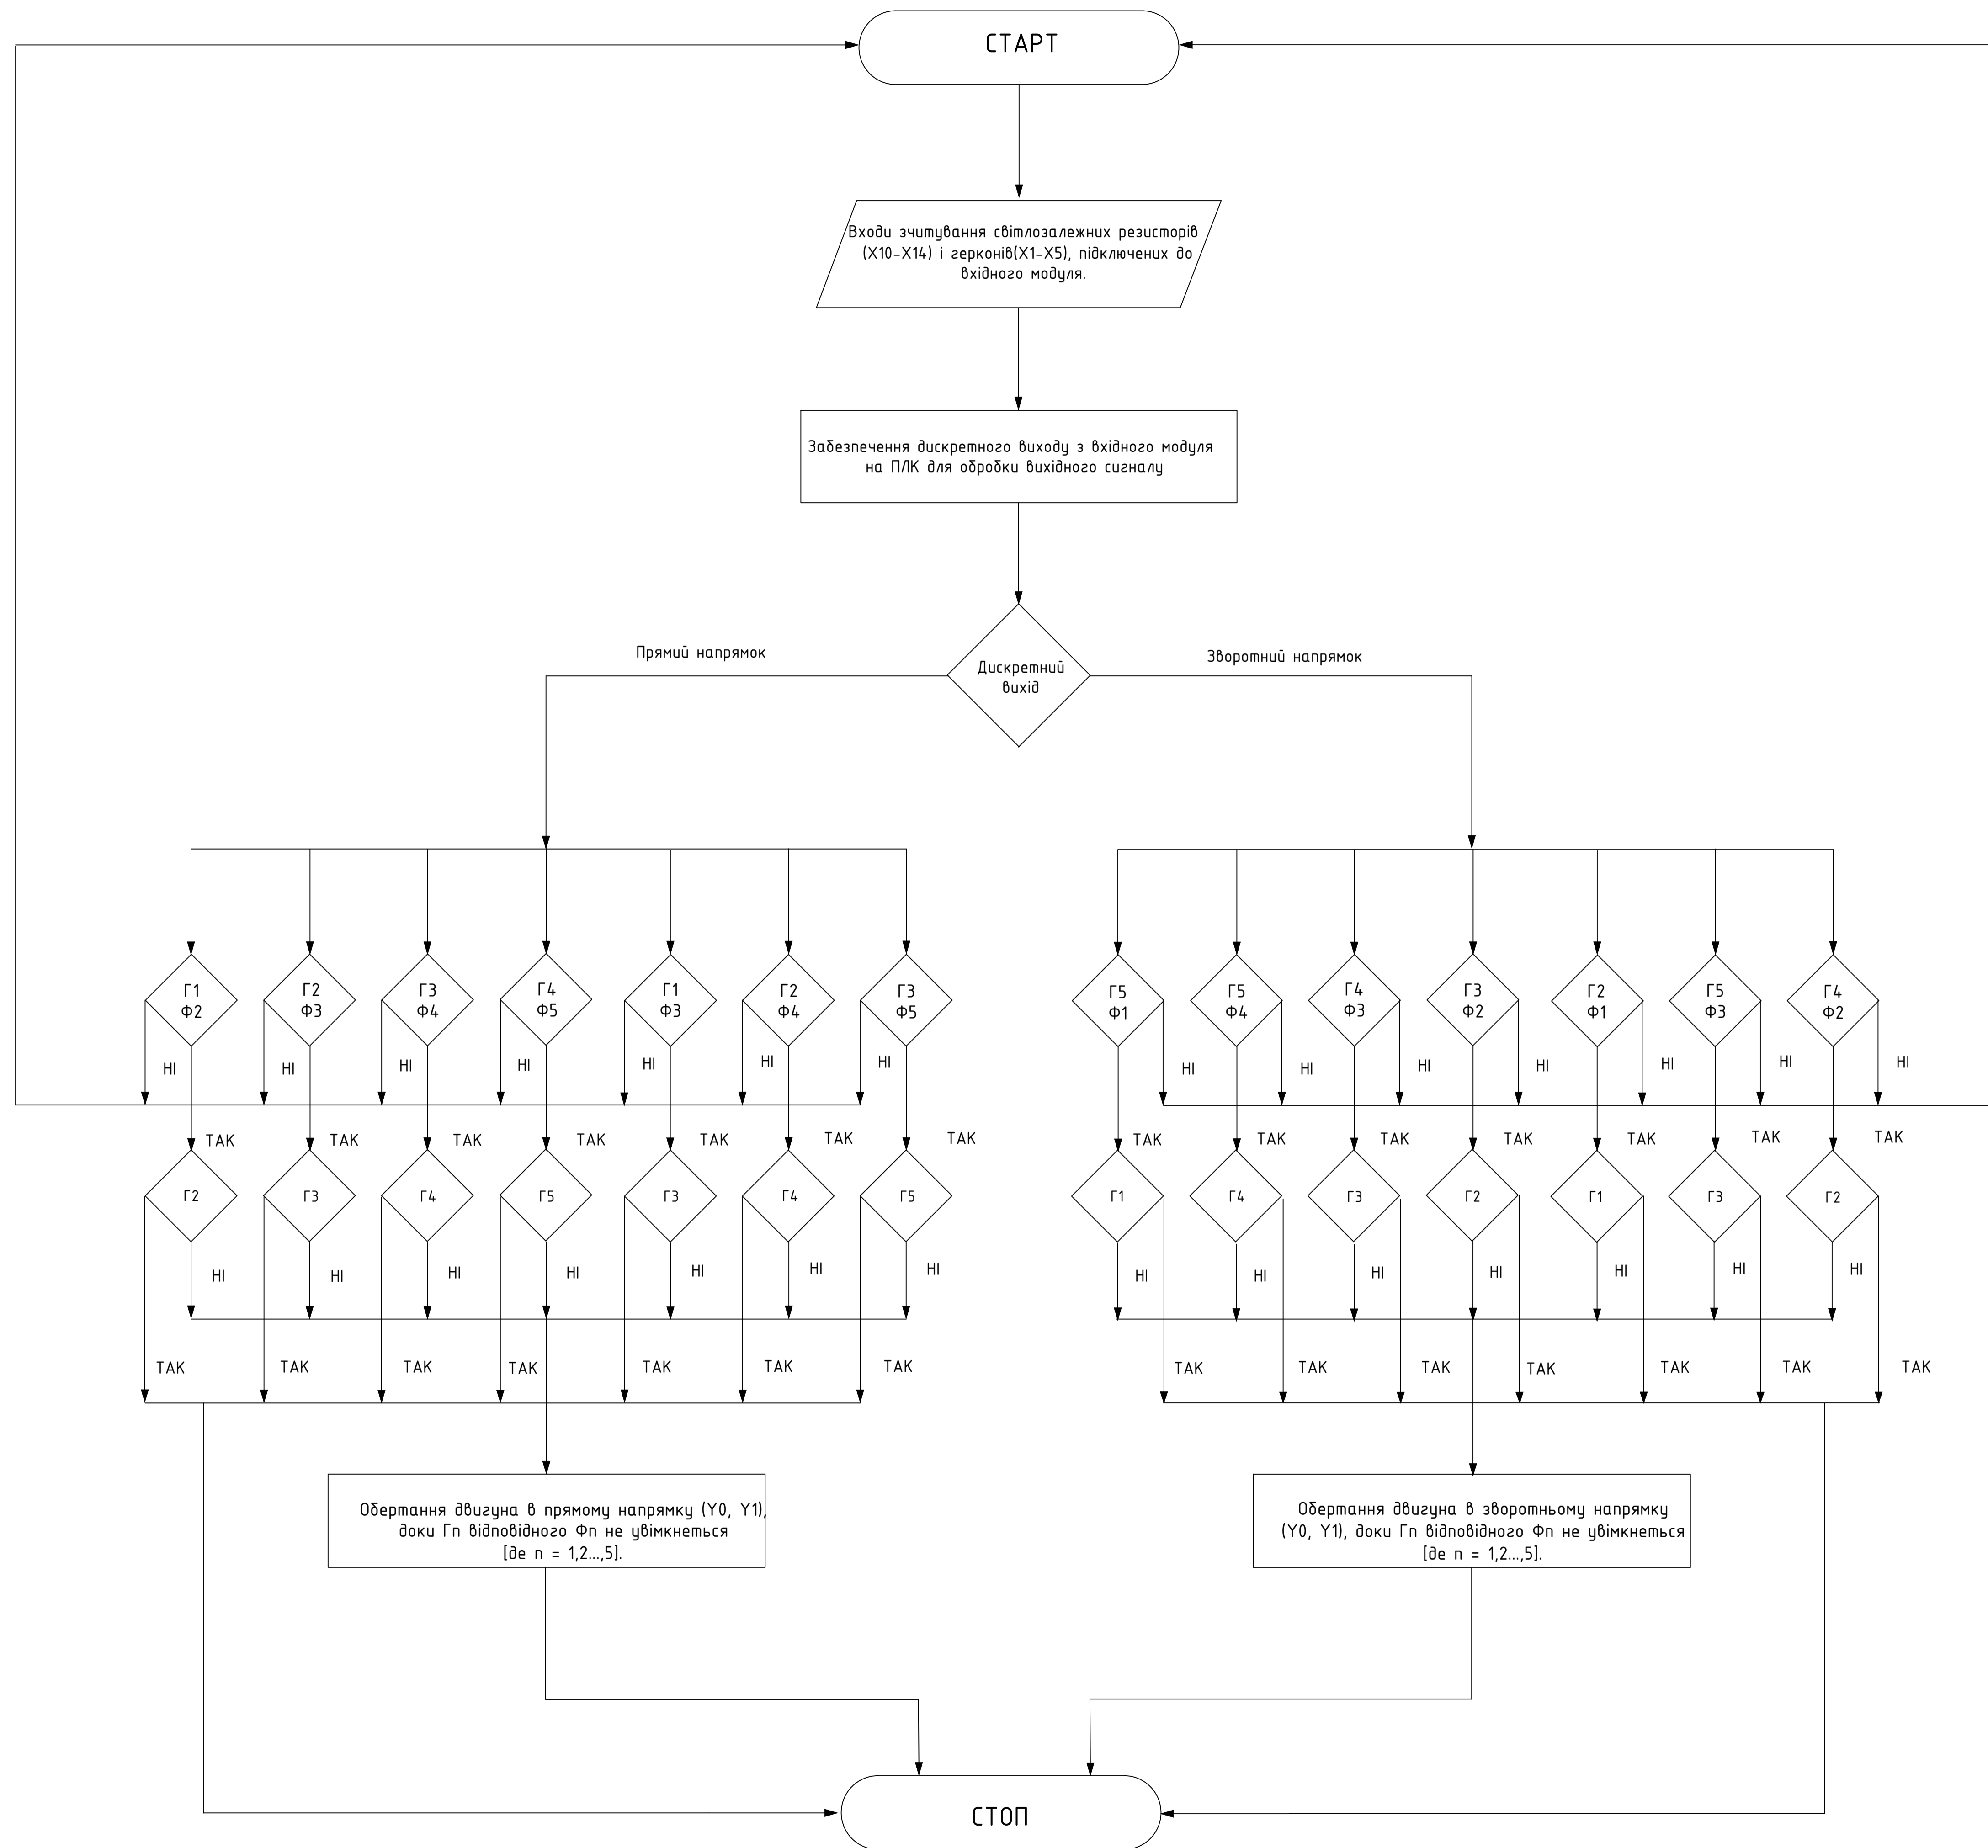 СТАРТ
Входи зчитування світлозалежних резисторів
(X10-X14) і герконів(X1-X5), підключених до
вхідного модуля.
Забезпечення дискретного виходу з вхідного модуля
на ПЛК для обробки вихідного сигналу
Прямий напрямок
Зворотний напрямок
Дискретний
вихід
Г1
Ф2
Г2
Ф3
Г3
Ф4
Г4
Ф5
Г1
Ф3
Г2
Ф4
Г3
Ф5
Г5
Ф1
Г5
Ф4
Г4
Ф3
Г3
Ф2
Г2
Ф1
Г5
Ф3
Г4
Ф2
НІ
НІ
НІ
НІ
НІ
НІ
НІ
НІ
НІ
НІ
НІ
НІ
НІ
НІ
ТАК
ТАК
ТАК
ТАК
ТАК
ТАК
ТАК
ТАК
ТАК
ТАК
ТАК
ТАК
ТАК
ТАК
Г2
Г3
Г4
Г5
Г3
Г4
Г5
Г1
Г4
Г3
Г2
Г1
Г3
Г2
НІ
НІ
НІ
НІ
НІ
НІ
НІ
НІ
НІ
НІ
НІ
НІ
НІ
НІ
ТАК
ТАК
ТАК
ТАК
ТАК
ТАК
ТАК
ТАК
ТАК
ТАК
ТАК
ТАК
ТАК
ТАК
Обертання двигуна в прямому напрямку (Y0, Y1),
доки Гn відповідного Фn не увімкнеться
[де n = 1,2...,5].
Обертання двигуна в зворотньому напрямку
(Y0, Y1), доки Гn відповідного Фn не увімкнеться
[де n = 1,2...,5].
СТОП